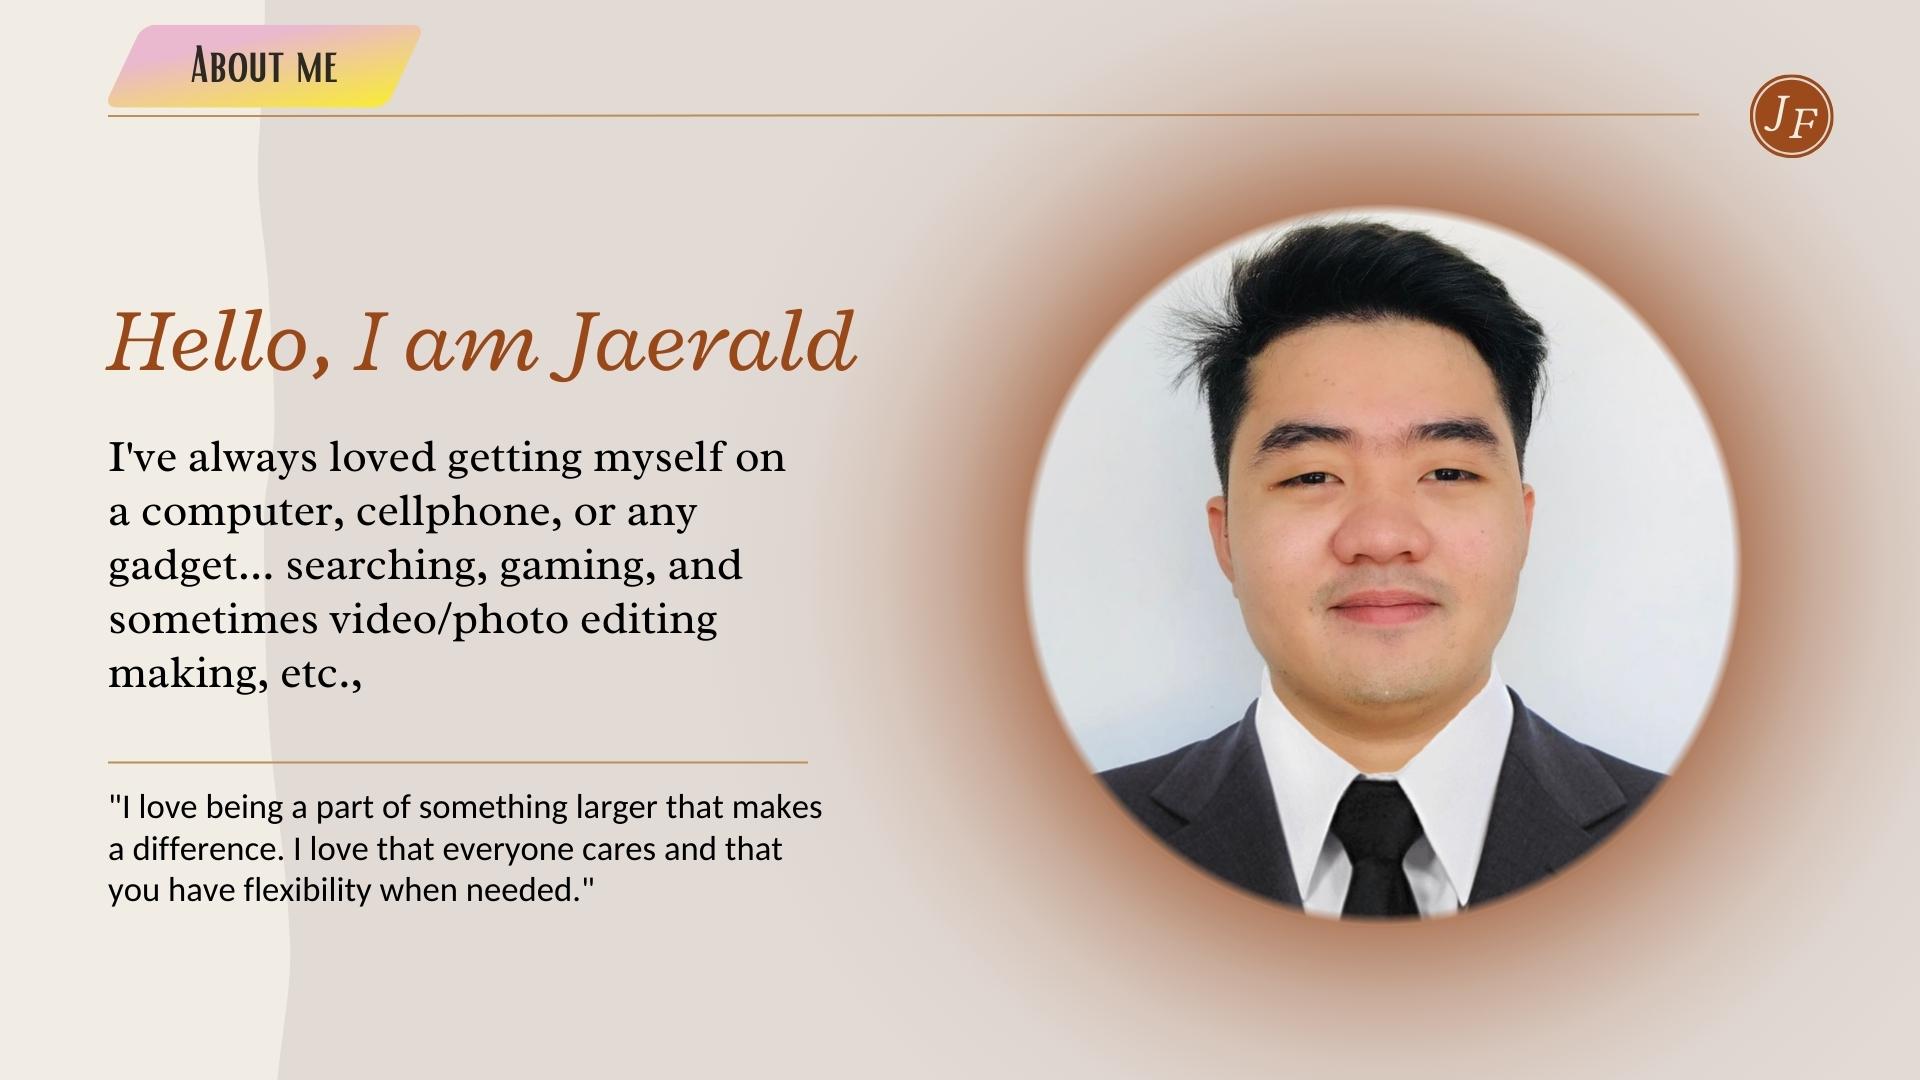 About me
JF
Hello, I am Jaerald
I've always loved getting myself on
a computer, cellphone, or any
gadget... searching, gaming, and
sometimes video/photo editing
making, etc.,
"I love being a part of something larger that makes
a difference. I love that everyone cares and that
you have flexibility when needed."